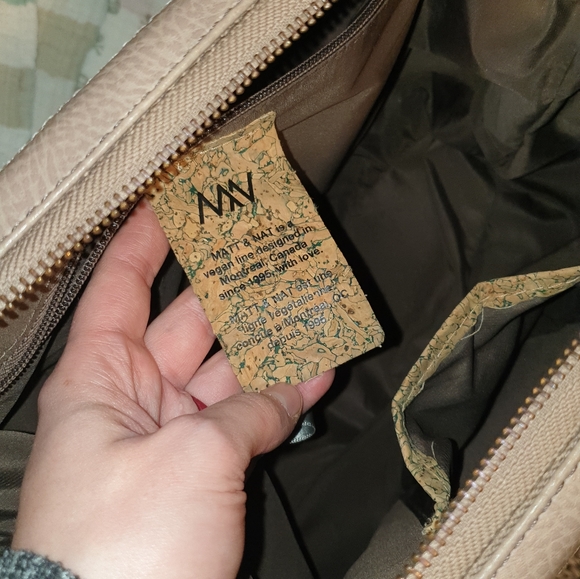 MATT & NAT is a
vegan line designed in
Montreal, Canada
since 1995, with love.
MATT & NAT est une
ligne végétalienne
conçue à Montréal, QC
depuis 1995.